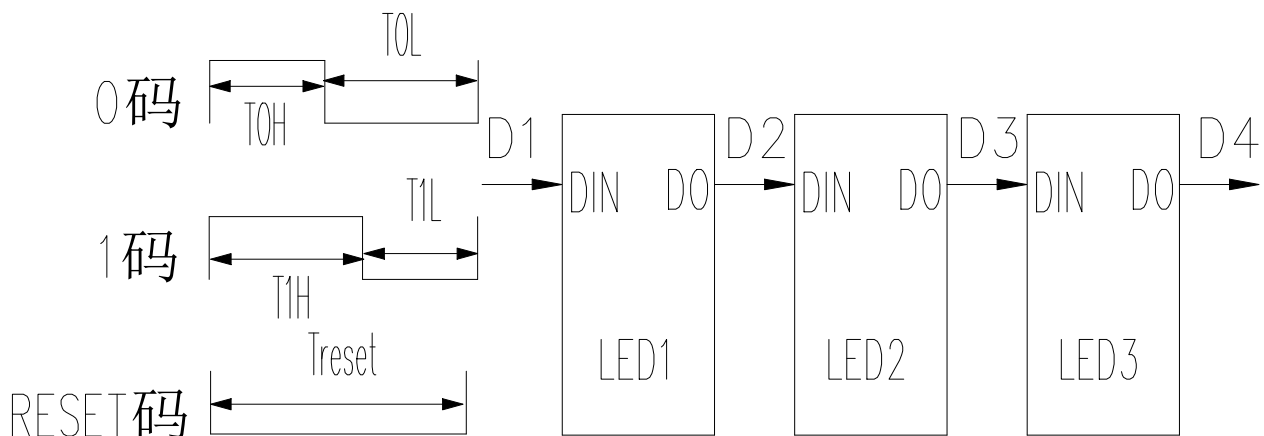 T0L
0码
T0H
D1
D2
D3
D4
DIN
DO
DIN
DO
DIN
DO
T1L
1码
T1H
Treset
LED1
LED2
LED3
RESET码